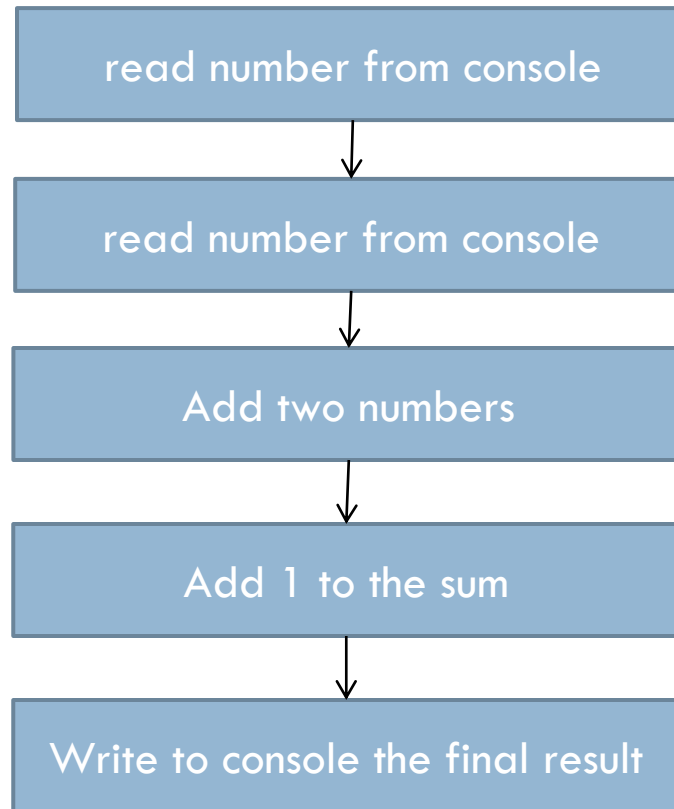 read number from console
read number from console
Add two numbers
Add 1 to the sum
Write to console the final result